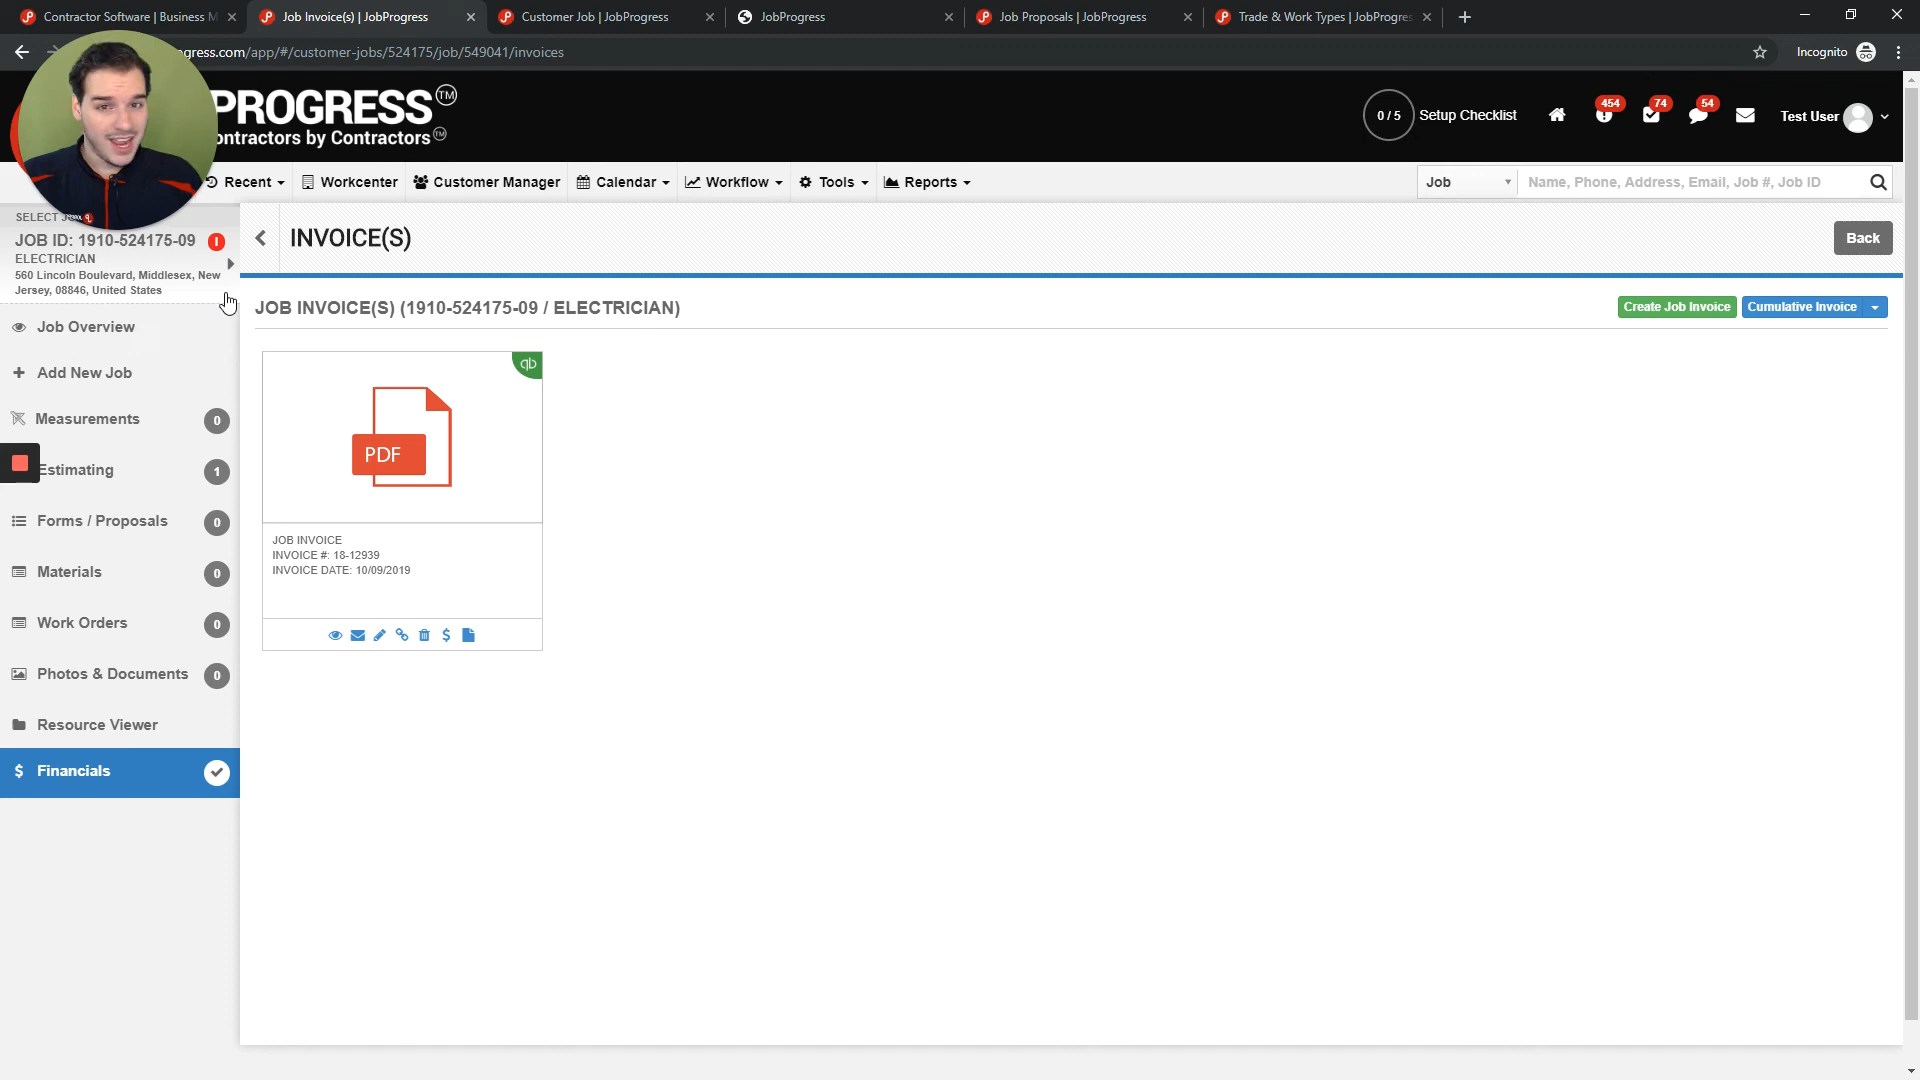 Contractor Software | Business M
Job Invoice(s) | JobProgress
Customer Job | JobProgress
JobProgress
Job Proposals | JobProgress
Trade & Work Types | JobProgres
gress.com/app/#/customer-jobs/524175/job/549041/invoices
Incognito
PROGRESS™
ontractors by Contractors
0 / 5
Setup Checklist
454
74
54
Test User
Recent
Workcenter
Customer Manager
Calendar
Workflow
Tools
Reports
Job
Name, Phone, Address, Email, Job #, Job ID
SELECT
JOB ID: 1910-524175-09
ELECTRICIAN
560 Lincoln Boulevard, Middlesex, New
Jersey, 08846, United States
Job Overview
Add New Job
Measurements 0
Estimating 1
Forms / Proposals 0
Materials 0
Work Orders 0
Photos & Documents 0
Resource Viewer
$ Financials
INVOICE(S)
Back
JOB INVOICE(S) (1910-524175-09 / ELECTRICIAN)
Create Job Invoice
Cumulative Invoice
qb
PDF
JOB INVOICE
INVOICE #: 18-12939
INVOICE DATE: 10/09/2019
$